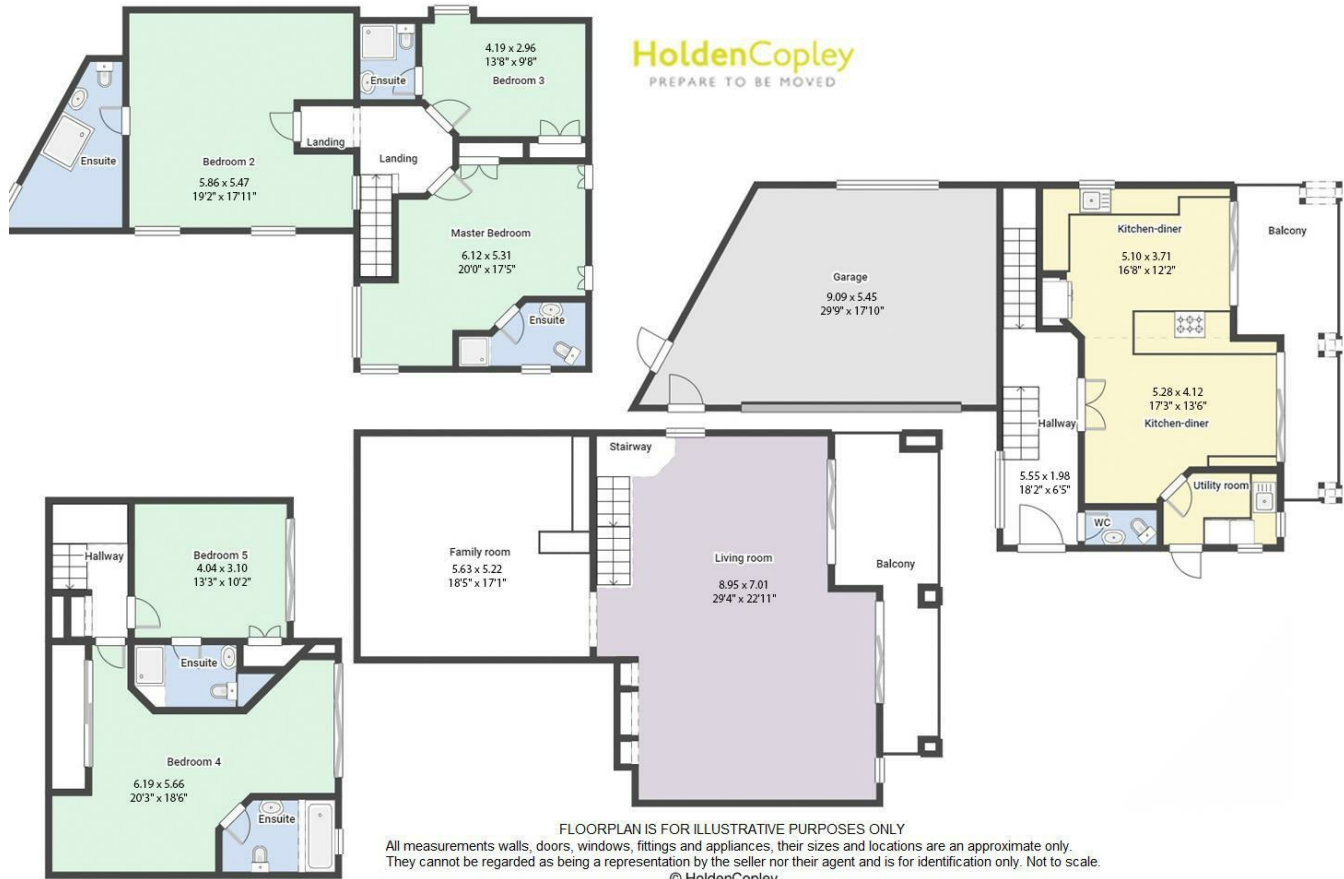 HoldenCopley
PREPARE TO BE MOVED
4.19 x 2.96
13'8" x 9'8"
Bedroom 3
Ensuite
Landing
Landing
Ensuite
Bedroom 2
5.86 x 5.47
19'2" x 17'11"
Master Bedroom
6.12 x 5.31
20'0" x 17'5"
Ensuite
Garage
9.09 x 5.45
29'9" x 17'10"
Kitchen-diner
5.10 x 3.71
16'8" x 12'2"
Balcony
5.28 x 4.12
17'3" x 13'6"
Kitchen-diner
Hallway
5.55 x 1.98
18'2" x 6'5"
Utility room
WC
Stairway
Family room
5.63 x 5.22
18'5" x 17'1"
Living room
8.95 x 7.01
29'4" x 22'11"
Balcony
Hallway
Bedroom 5
4.04 x 3.10
13'3" x 10'2"
Ensuite
Bedroom 4
6.19 x 5.66
20'3" x 18'6"
Ensuite
FLOORPLAN IS FOR ILLUSTRATIVE PURPOSES ONLY
All measurements walls, doors, windows, fittings and appliances, their sizes and locations are an approximate only.
They cannot be regarded as being a representation by the seller nor their agent and is for identification only. Not to scale.
© HoldenCopley